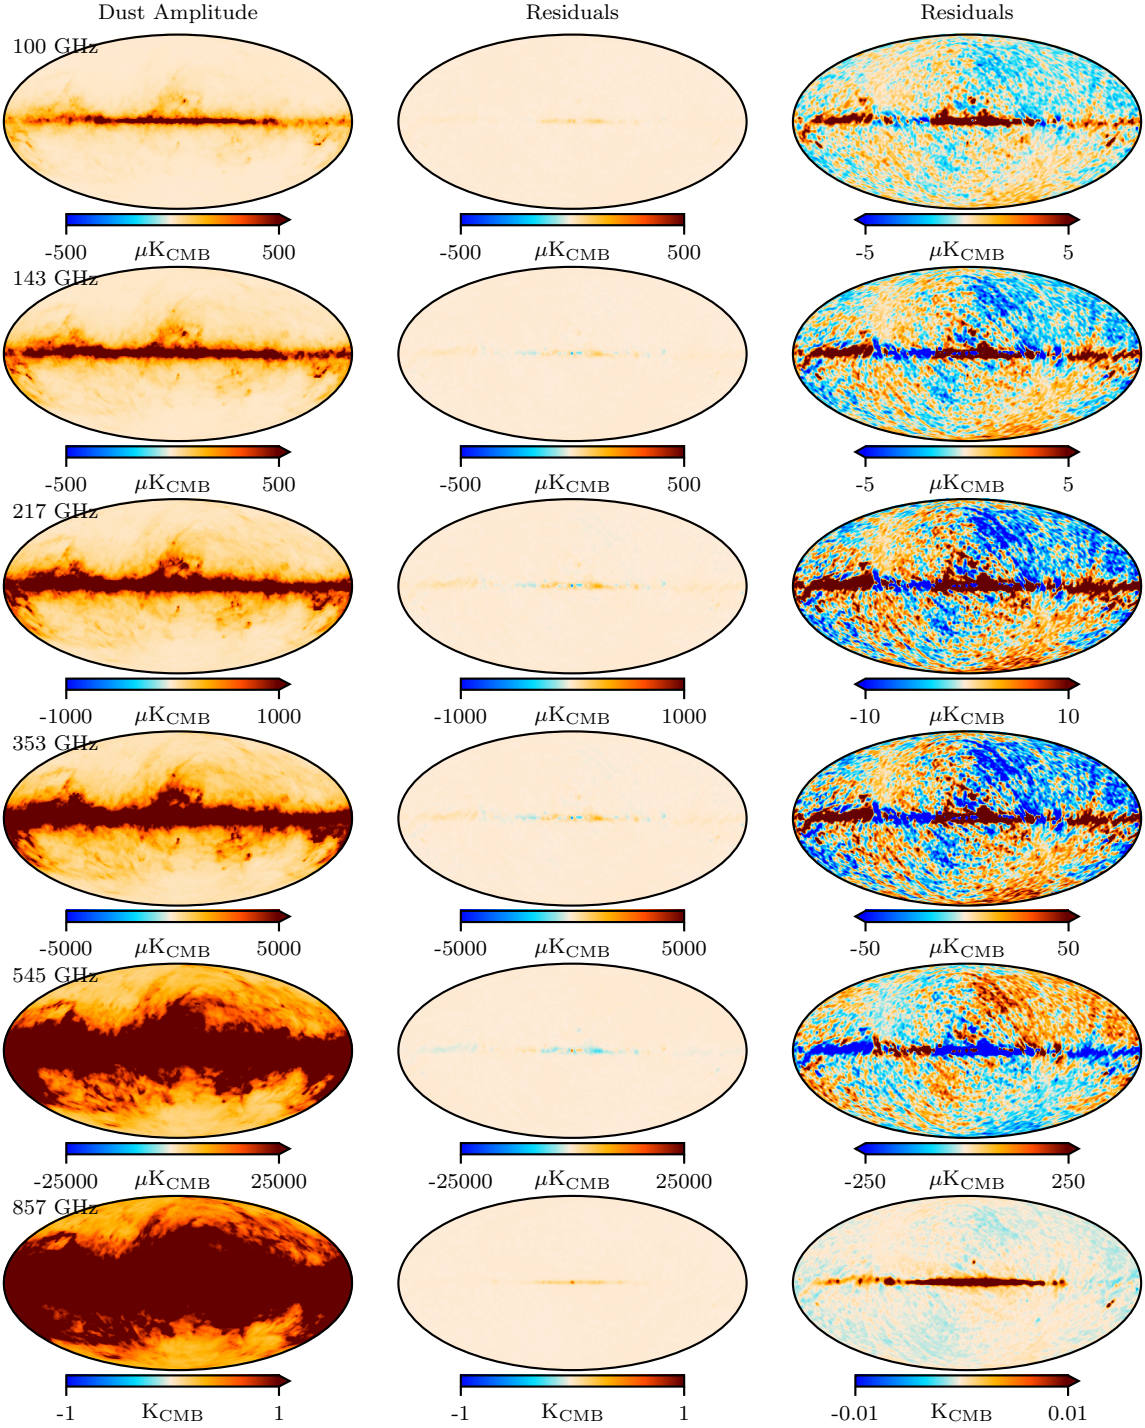 Dust Amplitude Residuals Residuals
100 GHz
-500 μK_CMB 500 -500 μK_CMB 500 -5 μK_CMB 5
143 GHz
-500 μK_CMB 500 -500 μK_CMB 500 -5 μK_CMB 5
217 GHz
-1000 μK_CMB 1000 -1000 μK_CMB 1000 -10 μK_CMB 10
353 GHz
-5000 μK_CMB 5000 -5000 μK_CMB 5000 -50 μK_CMB 50
545 GHz
-25000 μK_CMB 25000 -25000 μK_CMB 25000 -250 μK_CMB 250
857 GHz
-1 K_CMB 1 -1 K_CMB 1 -0.01 K_CMB 0.01